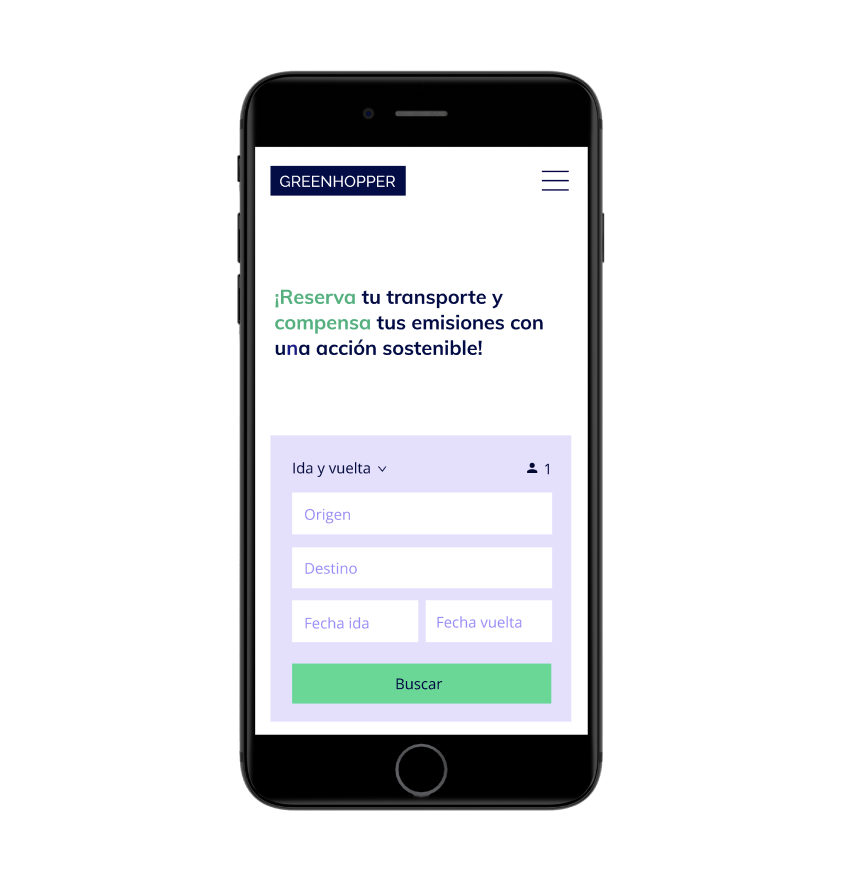 GREENHOPPER
¡Reserva tu transporte y
compensa tus emisiones con
una acción sostenible!
Ida y vuelta 1
Origen
Destino
Fecha ida Fecha vuelta
Buscar